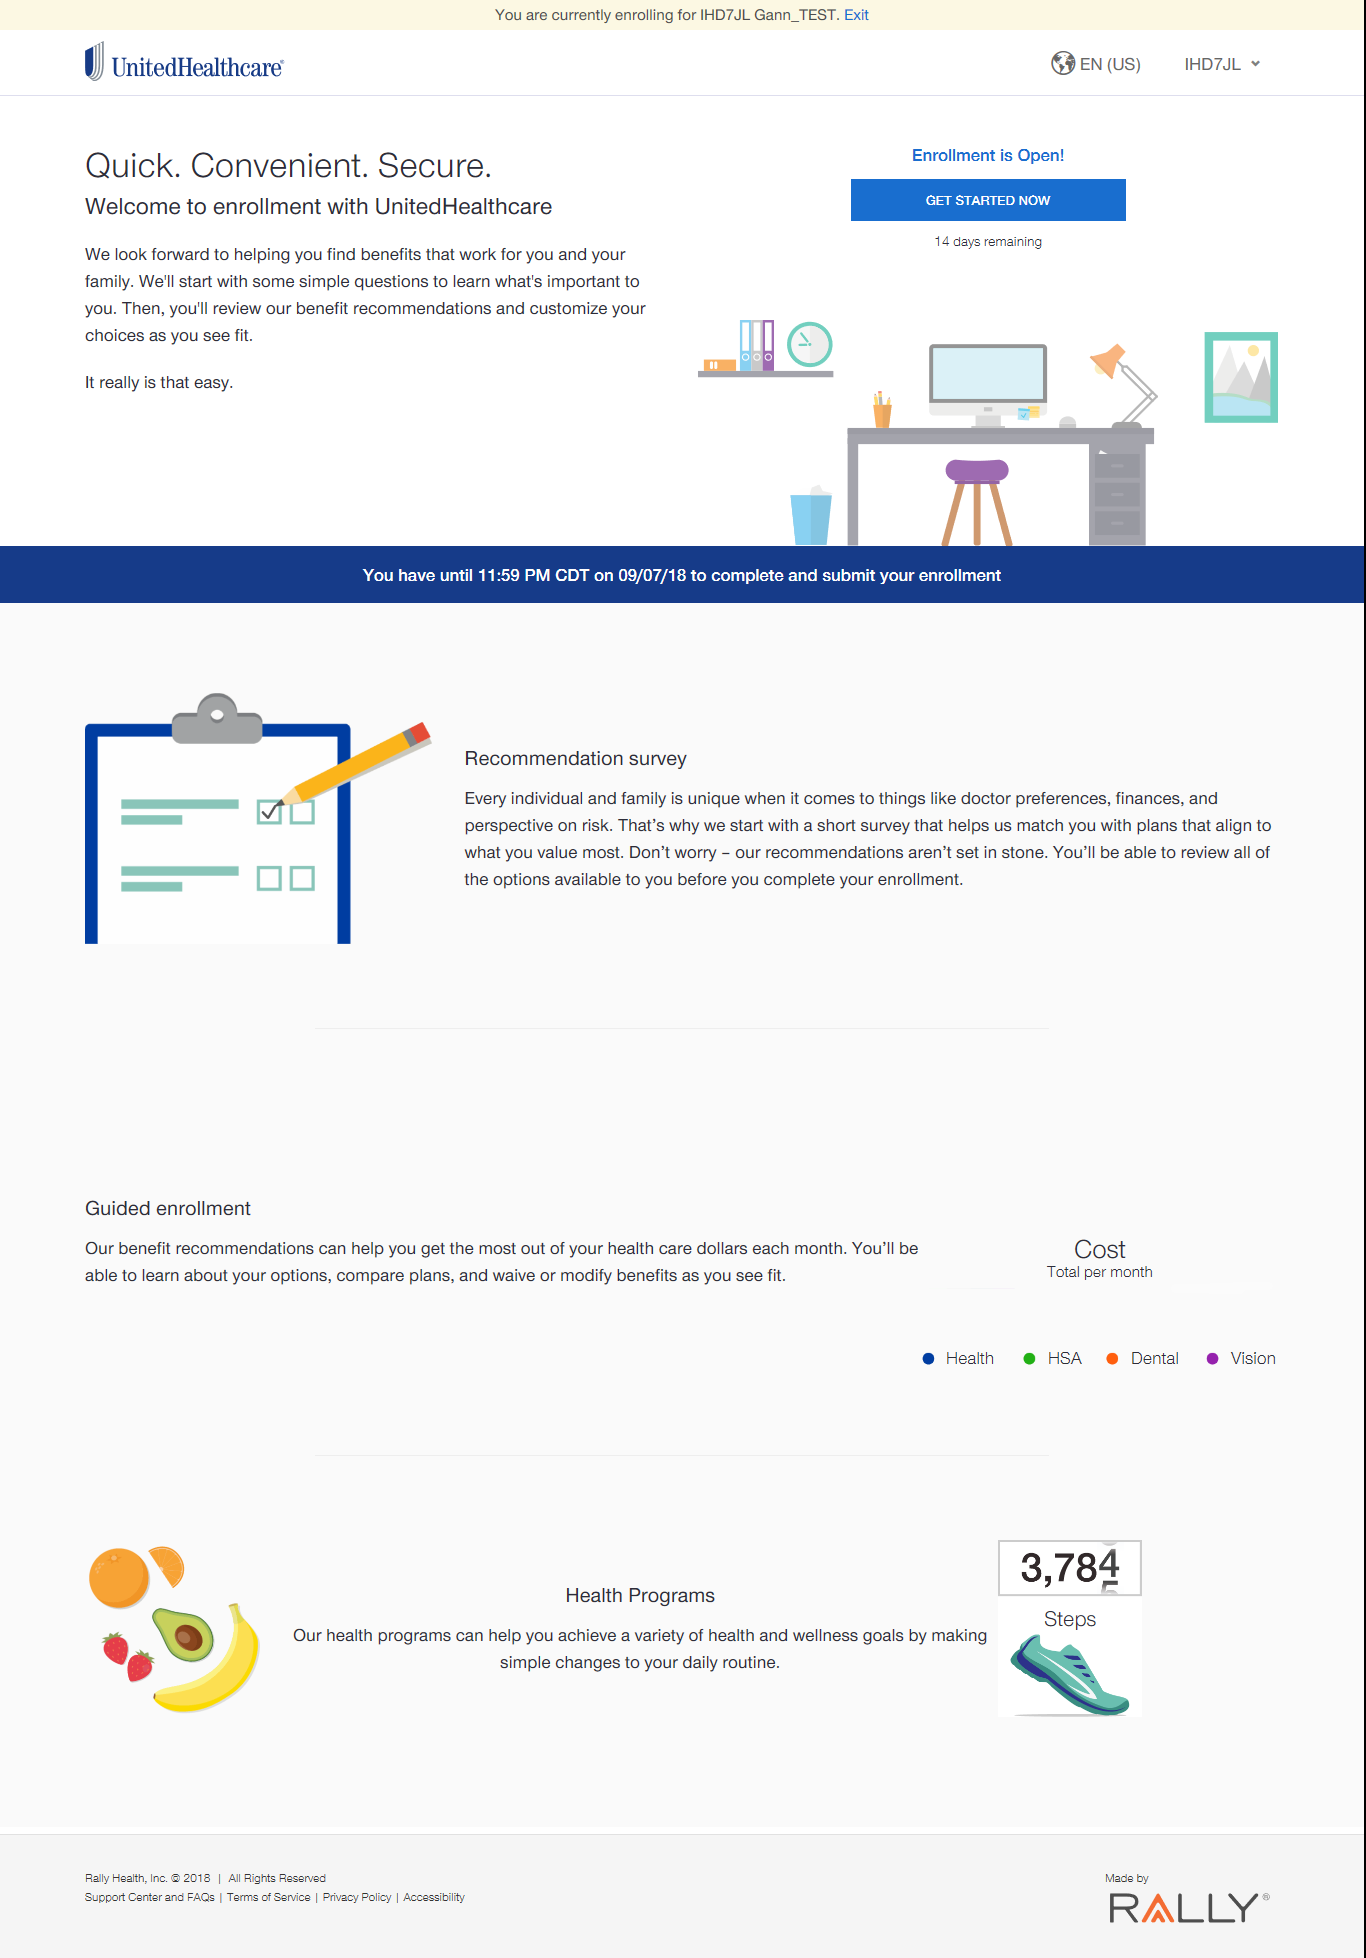 You are currently enrolling for IHD7JL Gann_TEST. Exit
UnitedHealthcare®
EN (US)
IHD7JL
Quick. Convenient. Secure.
Welcome to enrollment with UnitedHealthcare
We look forward to helping you find benefits that work for you and your
family. We'll start with some simple questions to learn what's important to
you. Then, you'll review our benefit recommendations and customize your
choices as you see fit.
It really is that easy.
Enrollment is Open!
GET STARTED NOW
14 days remaining
You have until 11:59 PM CDT on 09/07/18 to complete and submit your enrollment
Recommendation survey
Every individual and family is unique when it comes to things like doctor preferences, finances, and
perspective on risk. That’s why we start with a short survey that helps us match you with plans that align to
what you value most. Don’t worry – our recommendations aren’t set in stone. You’ll be able to review all of
the options available to you before you complete your enrollment.
Guided enrollment
Our benefit recommendations can help you get the most out of your health care dollars each month. You’ll be
able to learn about your options, compare plans, and waive or modify benefits as you see fit.
Cost
Total per month
Health
HSA
Dental
Vision
Health Programs
Our health programs can help you achieve a variety of health and wellness goals by making
simple changes to your daily routine.
3,784
5
Steps
Rally Health, Inc. © 2018 | All Rights Reserved
Support Center and FAQs | Terms of Service | Privacy Policy | Accessibility
Made by
RALLY®